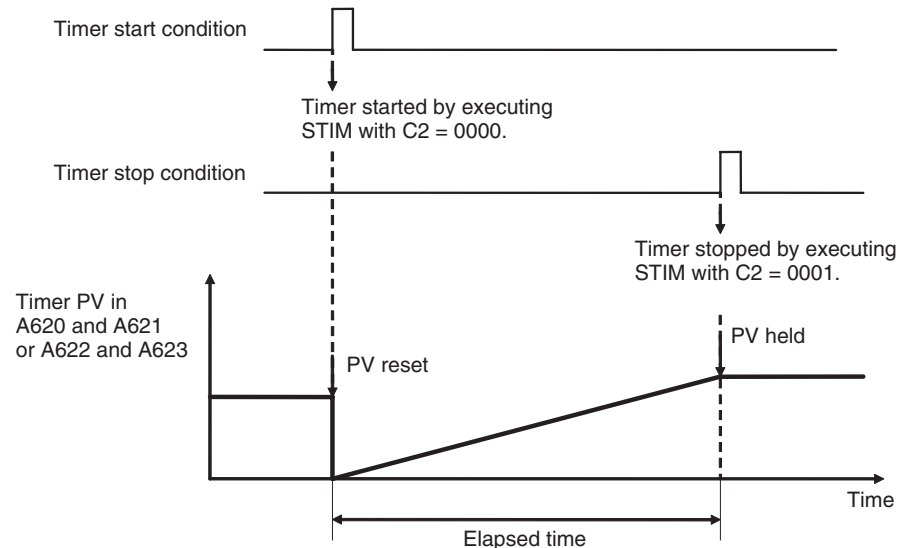 Timer start condition
Timer started by executing
STIM with C2 = 0000.
Timer stop condition
Timer stopped by executing
STIM with C2 = 0001.
Timer PV in
A620 and A621
or A622 and A623
PV reset
PV held
Time
Elapsed time